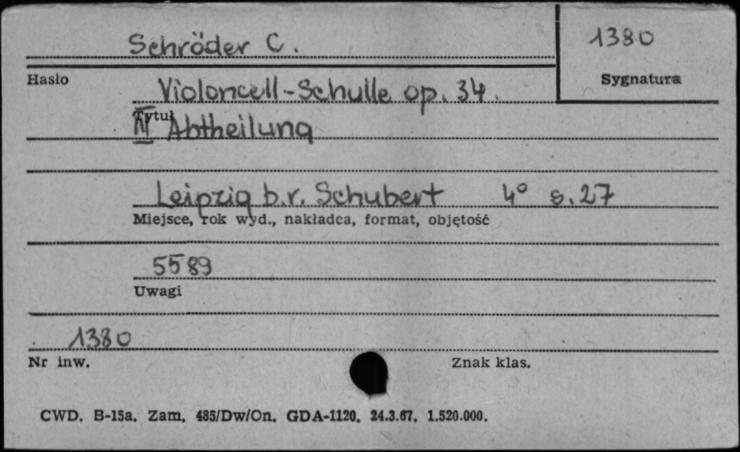 Schröder C.
1380
Hasło
Sygnatura
Violoncell-Schulle op. 34.
Tytuł
Abtheilung
Leipzig b.r. Schubert 4° s. 27
Miejsce, rok wyd., nakładca, format, objętość
5589
Uwagi
1380
Nr inw.
Znak klas.
CWD. B-15a. Zam. 485/Dw/On. GDA-1120. 24.3.67. 1.520.000.